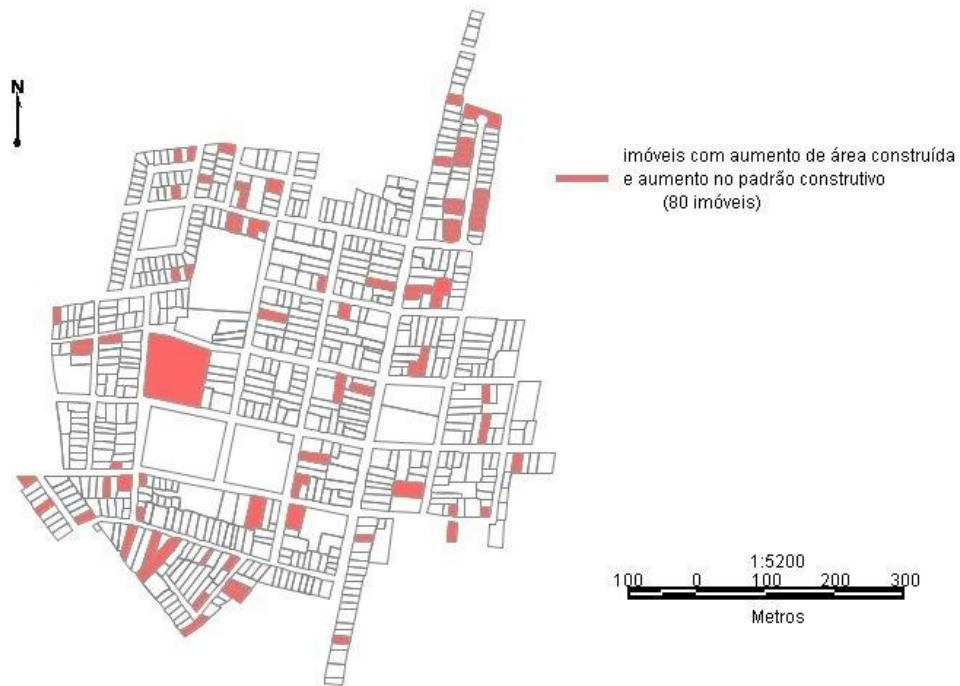 N
imóveis com aumento de área construída
e aumento no padrão construtivo
(80 imóveis)
1:5200
100 0 100 200 300
Metros